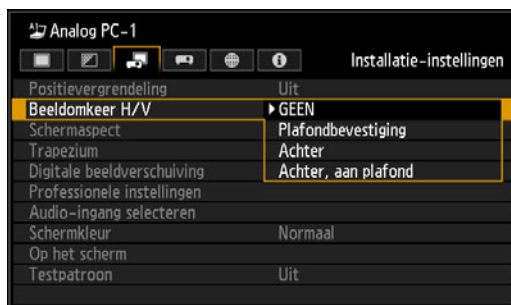 Analog PC-1
Installatie-instellingen
Positievergrendeling Uit
Beeldomkeer H/V GEEN
Schermaspect Plafondbevestiging
Trapezium Achter
Digitale beeldverschuiving Achter, aan plafond
Professionele instellingen
Audio-ingang selecteren
Schermkleur Normaal
Op het scherm
Testpatroon Uit